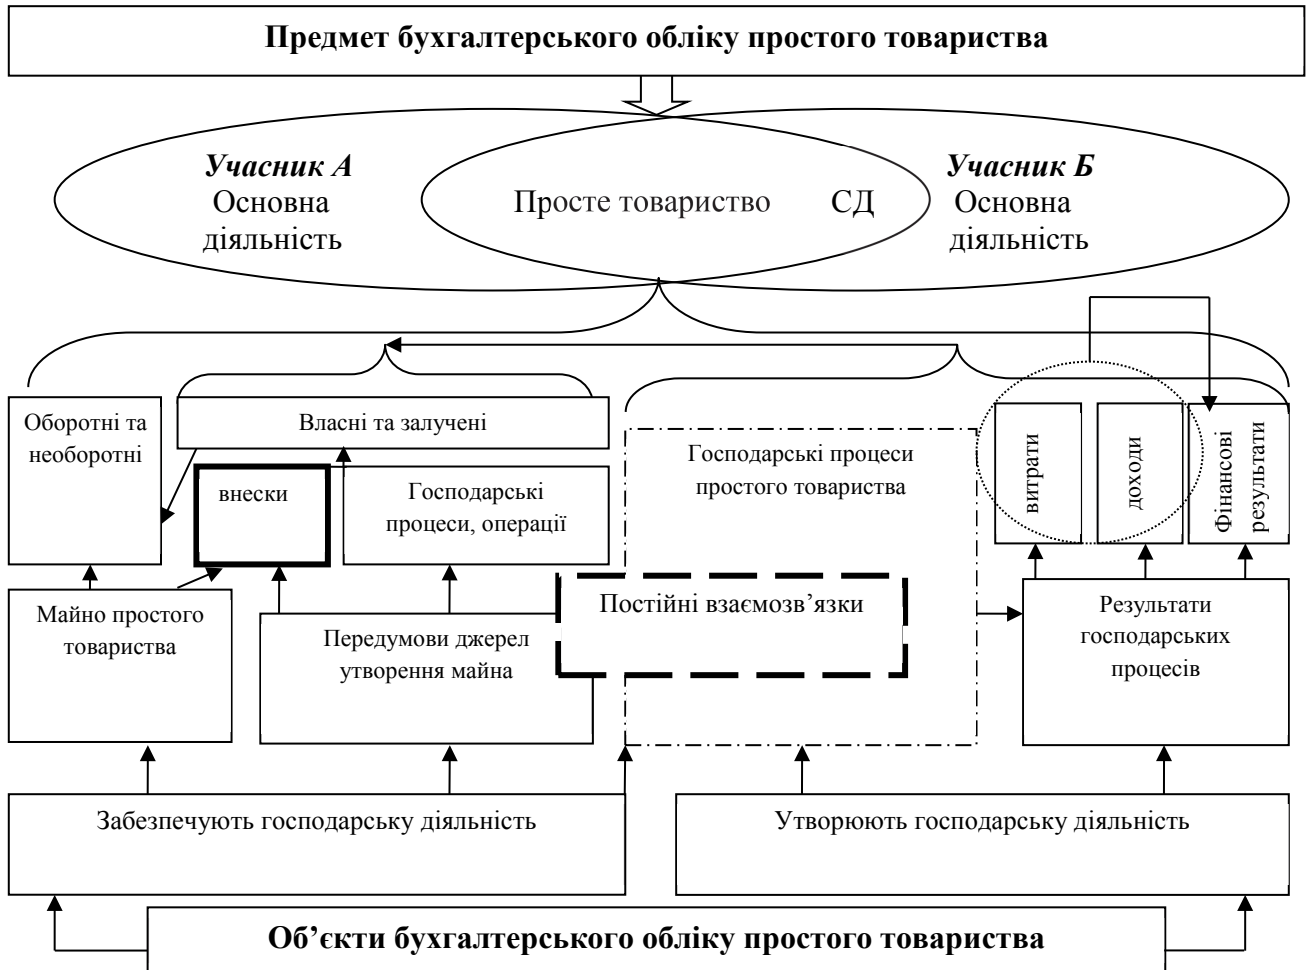 Предмет бухгалтерського обліку простого товариства
Учасник А
Основна
діяльність
Просте товариство СД
Учасник Б
Основна
діяльність
Оборотні та
необоротні
Власні та залучені
внески
Господарські
процеси, операції
Господарські процеси
простого товариства
витрати
доходи
Фінансові
результати
Майно простого
товариства
Передумови джерел
утворення майна
Постійні взаємозв’язки
Результати
господарських
процесів
Забезпечують господарську діяльність
Утворюють господарську діяльність
Об’єкти бухгалтерського обліку простого товариства